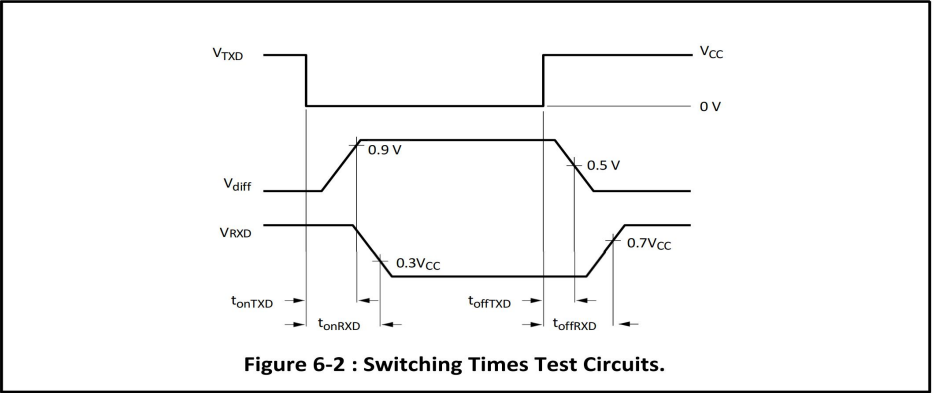 VTXD
VCC
0 V
0.9 V
0.5 V
Vdiff
VRXD
0.7VCC
0.3VCC
tonTXD
toffTXD
tonRXD
toffRXD
Figure 6-2 : Switching Times Test Circuits.